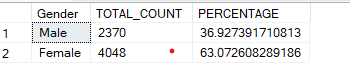 Gender TOTAL_COUNT PERCENTAGE
1 Male 2370 36.927391710813
2 Female 4048 63.072608289186